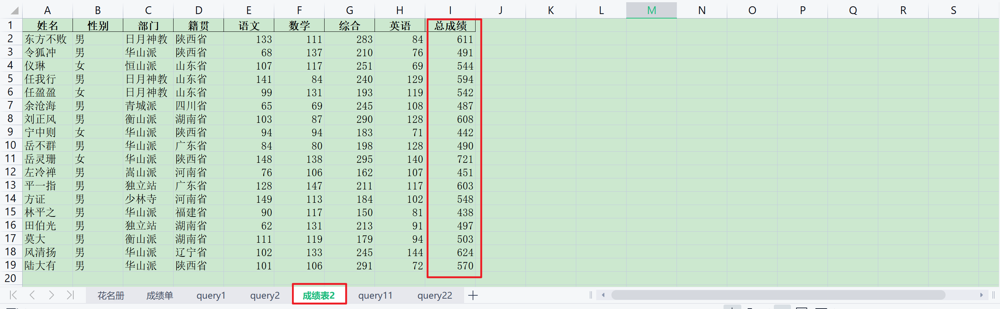 A B C D E F G H I J K L M N O P Q R S
1 姓名 性别 部门 籍贯 语文 数学 综合 英语 总成绩
2 东方不败 男 日月神教 陕西省 133 111 283 84 611
3 令狐冲 男 华山派 陕西省 68 137 210 76 491
4 仪琳 女 恒山派 山东省 107 117 251 69 544
5 任我行 男 日月神教 山东省 141 84 240 129 594
6 任盈盈 女 日月神教 山东省 99 131 193 119 542
7 余沧海 男 青城派 四川省 65 69 245 108 487
8 刘正风 男 衡山派 湖南省 103 87 290 128 608
9 宁中则 女 华山派 陕西省 94 94 183 71 442
10 岳不群 男 华山派 广东省 84 80 198 128 490
11 岳灵珊 女 华山派 陕西省 148 138 295 140 721
12 左冷禅 男 嵩山派 河南省 76 106 162 107 451
13 平一指 男 独立站 广东省 128 147 211 117 603
14 方证 男 少林寺 河南省 149 113 184 102 548
15 林平之 男 华山派 福建省 90 117 150 81 438
16 田伯光 男 独立站 湖南省 62 131 213 91 497
17 莫大 男 衡山派 湖南省 111 119 179 94 503
18 风清扬 男 华山派 辽宁省 102 133 245 144 624
19 陆大有 男 华山派 陕西省 101 106 291 72 570
20
花名册 成绩单 query1 query2 成绩表2 query11 query22